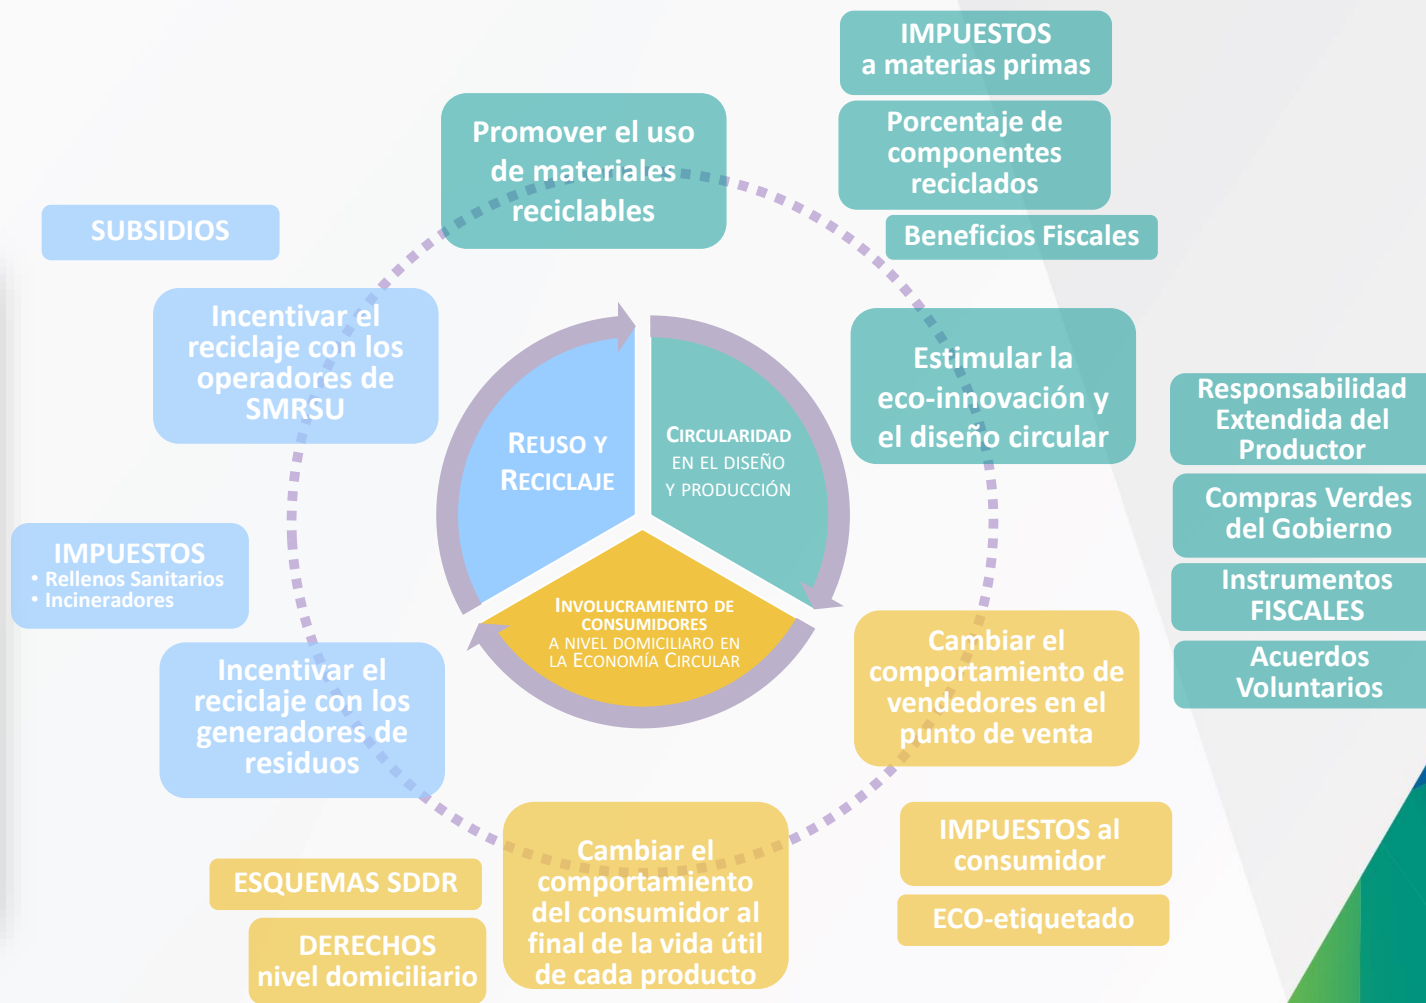 IMPUESTOS
a materias primas
Porcentaje de
componentes
reciclados
Beneficios Fiscales
Promover el uso
de materiales
reciclables
SUBSIDIOS
Incentivar el
reciclaje con los
operadores de
SMRSU
Estimular la
eco-innovación y
el diseño circular
Responsabilidad
Extendida del
Productor
Compras Verdes
del Gobierno
Instrumentos
FISCALES
Acuerdos
Voluntarios
REUSO Y
RECICLAJE
CIRCULARIDAD
EN EL DISEÑO
Y PRODUCCIÓN
INVOLUCRAMIENTO DE
CONSUMIDORES
A NIVEL DOMICILIARO EN
LA ECONOMÍA CIRCULAR
IMPUESTOS
• Rellenos Sanitarios
• Incineradores
Incentivar el
reciclaje con los
generadores de
residuos
Cambiar el
comportamiento de
vendedores en el
punto de venta
IMPUESTOS al
consumidor
ECO-etiquetado
Cambiar el
comportamiento
del consumidor al
final de la vida útil
de cada producto
ESQUEMAS SDDR
DERECHOS
nivel domiciliario